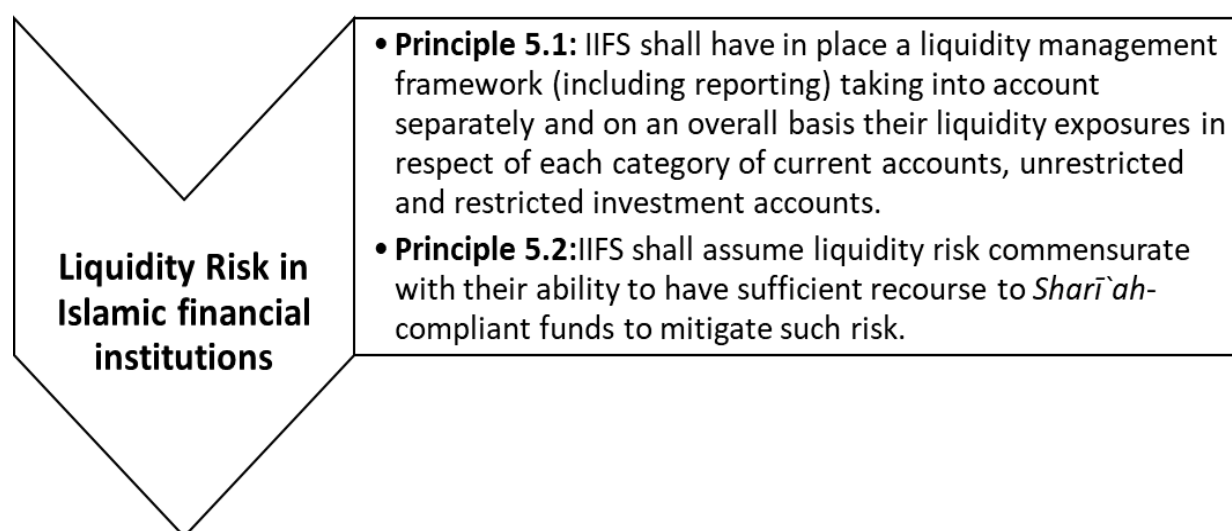 Liquidity Risk in
Islamic financial
institutions
• Principle 5.1: IIFS shall have in place a liquidity management
framework (including reporting) taking into account
separately and on an overall basis their liquidity exposures in
respect of each category of current accounts, unrestricted
and restricted investment accounts.
• Principle 5.2:IIFS shall assume liquidity risk commensurate
with their ability to have sufficient recourse to Sharī`ah-
compliant funds to mitigate such risk.